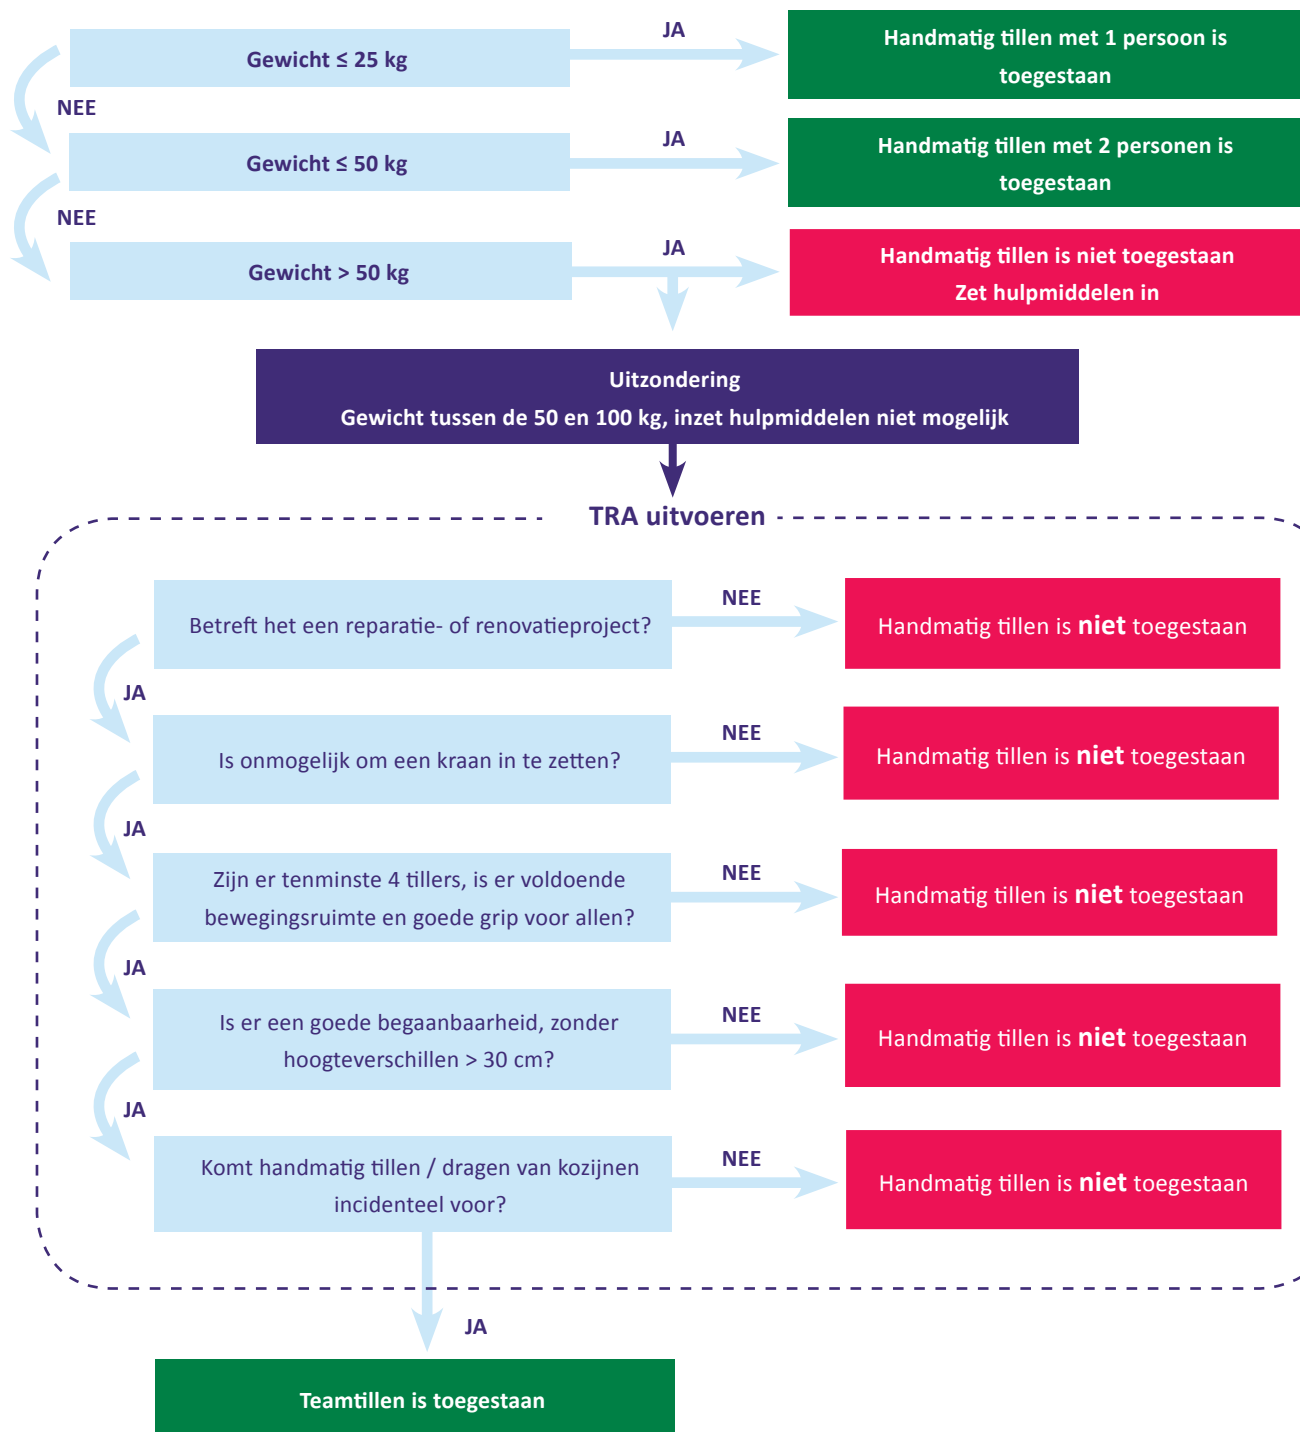 Gewicht ≤ 25 kg
JA
Handmatig tillen met 1 persoon is
toegestaan
NEE
Gewicht ≤ 50 kg
JA
Handmatig tillen met 2 personen is
toegestaan
NEE
Gewicht > 50 kg
JA
Handmatig tillen is niet toegestaan
Zet hulpmiddelen in
Uitzondering
Gewicht tussen de 50 en 100 kg, inzet hulpmiddelen niet mogelijk
TRA uitvoeren
Betreft het een reparatie- of renovatieproject?
NEE
Handmatig tillen is niet toegestaan
JA
Is onmogelijk om een kraan in te zetten?
NEE
Handmatig tillen is niet toegestaan
JA
Zijn er tenminste 4 tillers, is er voldoende
bewegingsruimte en goede grip voor allen?
NEE
Handmatig tillen is niet toegestaan
JA
Is er een goede begaanbaarheid, zonder
hoogteverschillen > 30 cm?
NEE
Handmatig tillen is niet toegestaan
JA
Komt handmatig tillen / dragen van kozijnen
incidenteel voor?
NEE
Handmatig tillen is niet toegestaan
JA
Teamtillen is toegestaan